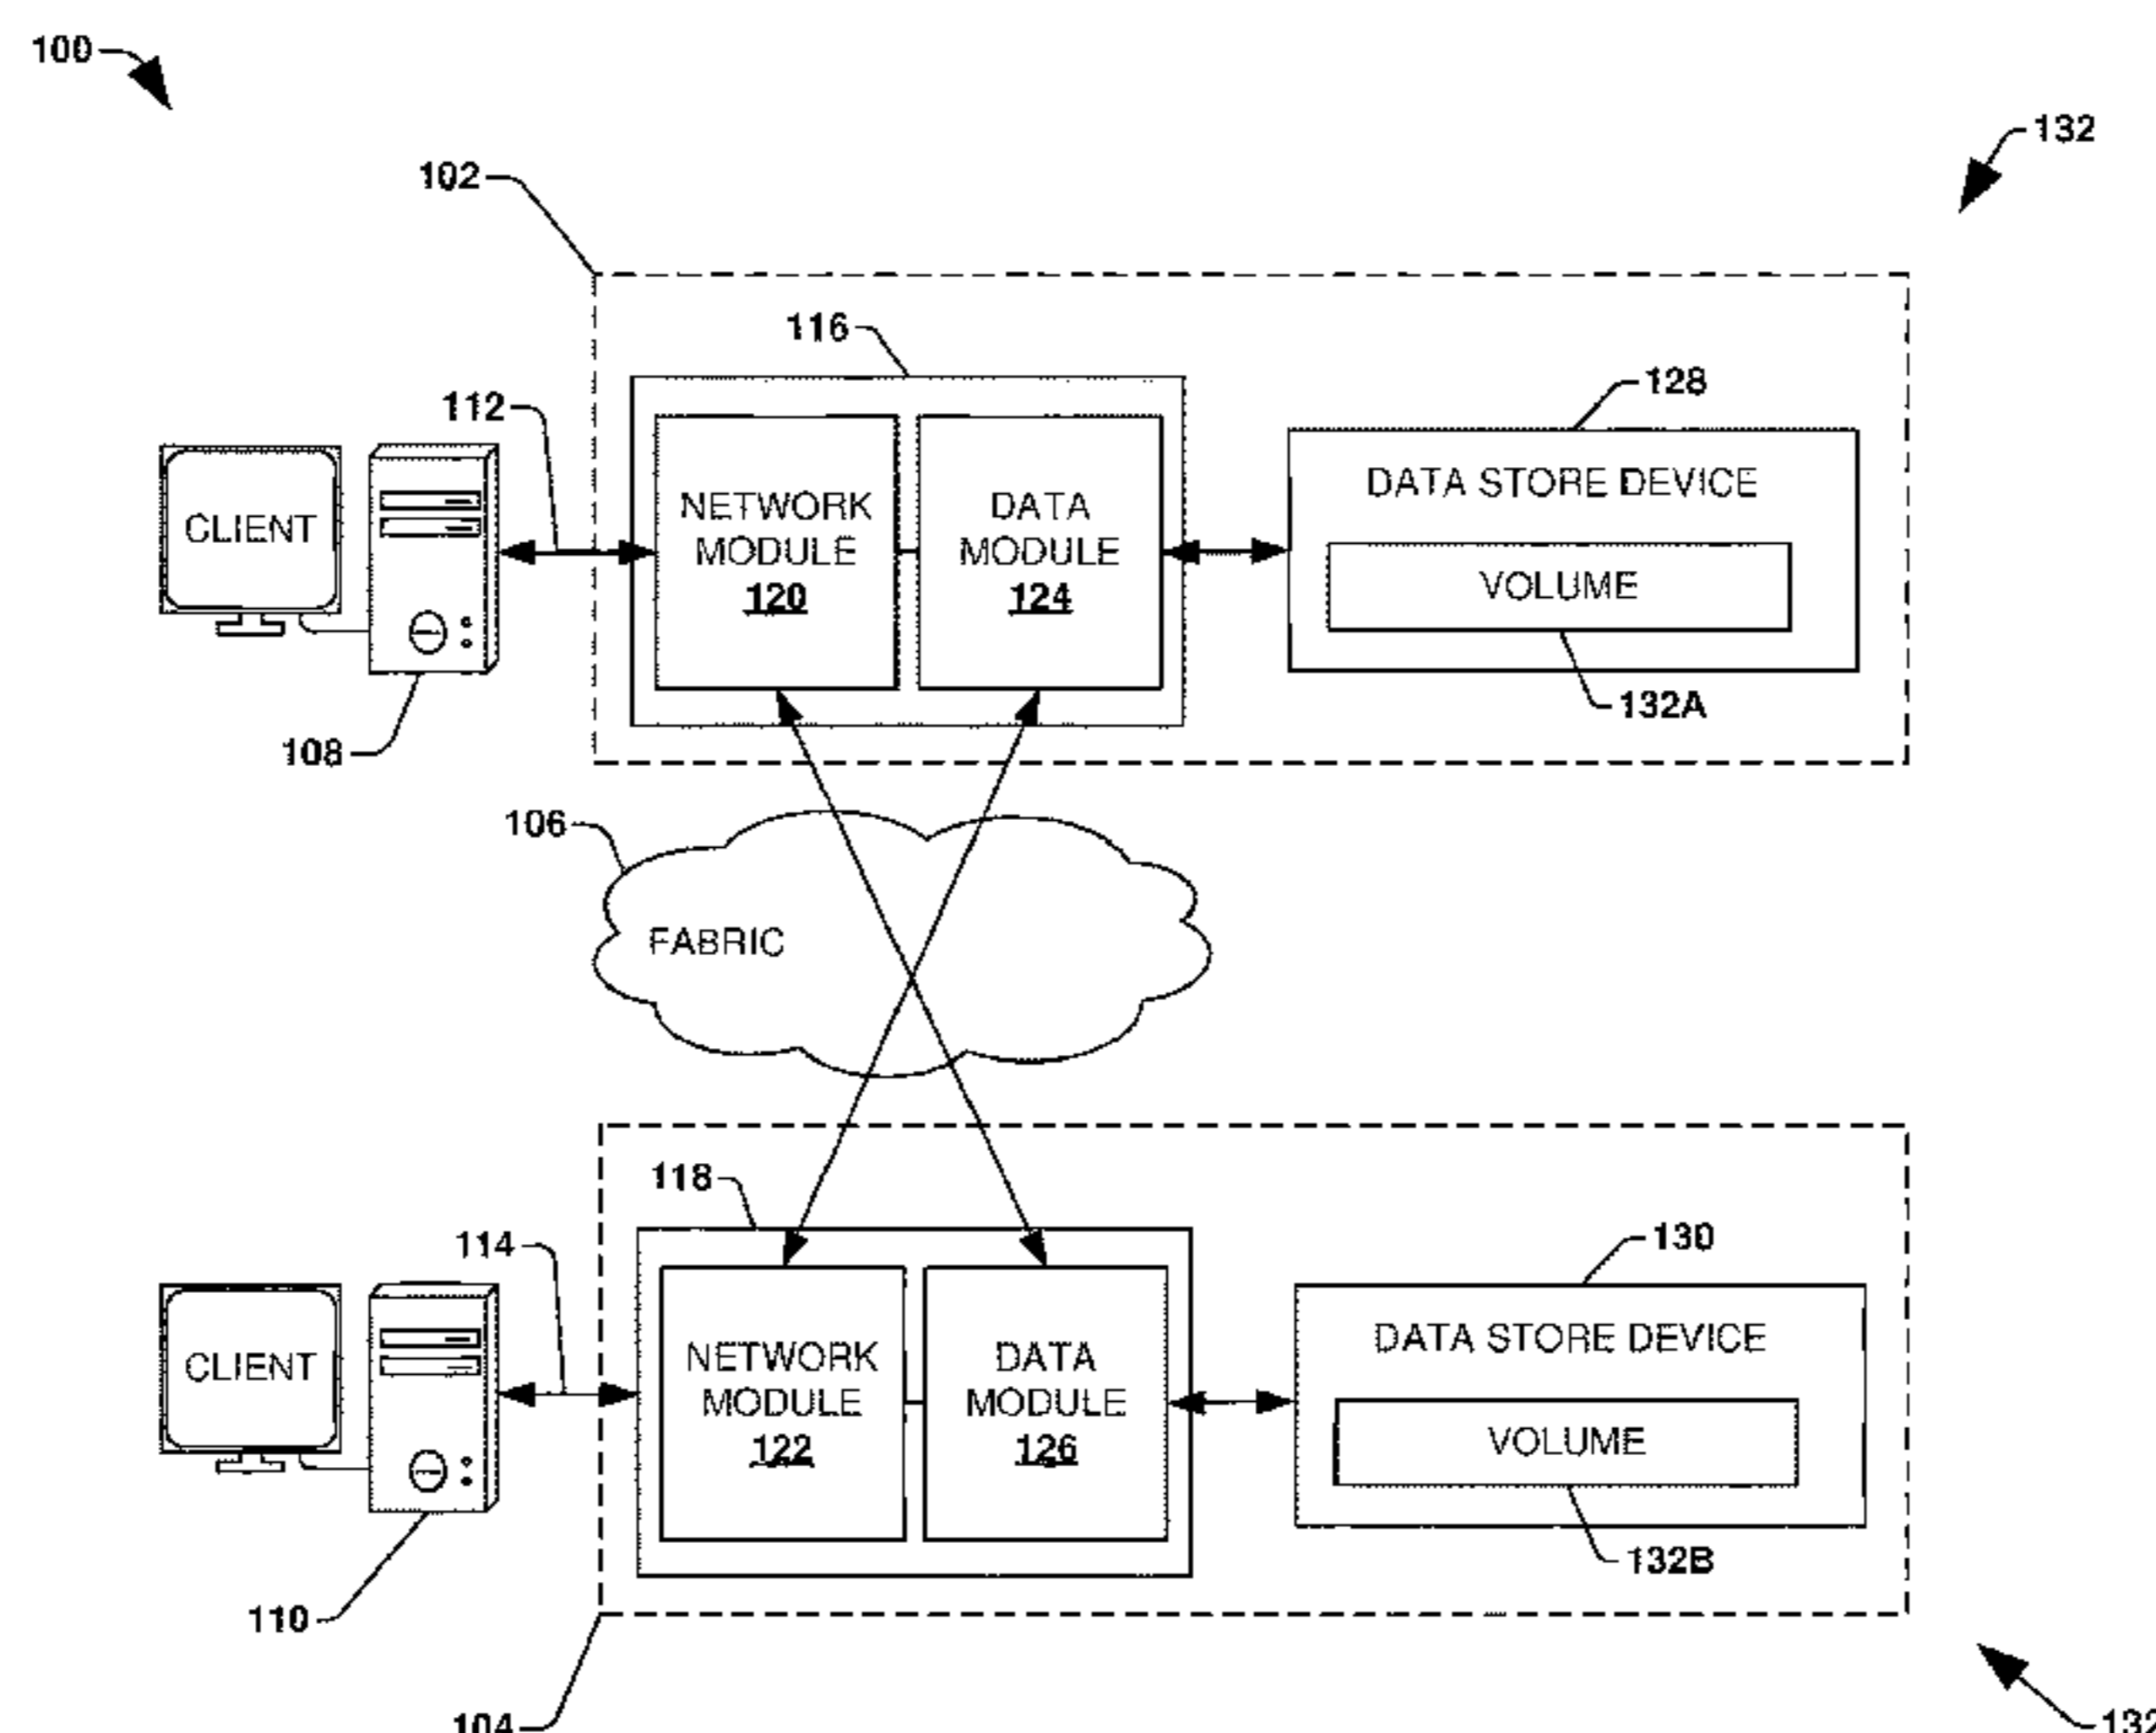 100
132
102
116
128
112
CLIENT
NETWORK
MODULE
120
DATA
MODULE
124
DATA STORE DEVICE
VOLUME
132A
108
106
FABRIC
118
114
130
CLIENT
NETWORK
MODULE
122
DATA
MODULE
126
DATA STORE DEVICE
VOLUME
132B
110
104
132